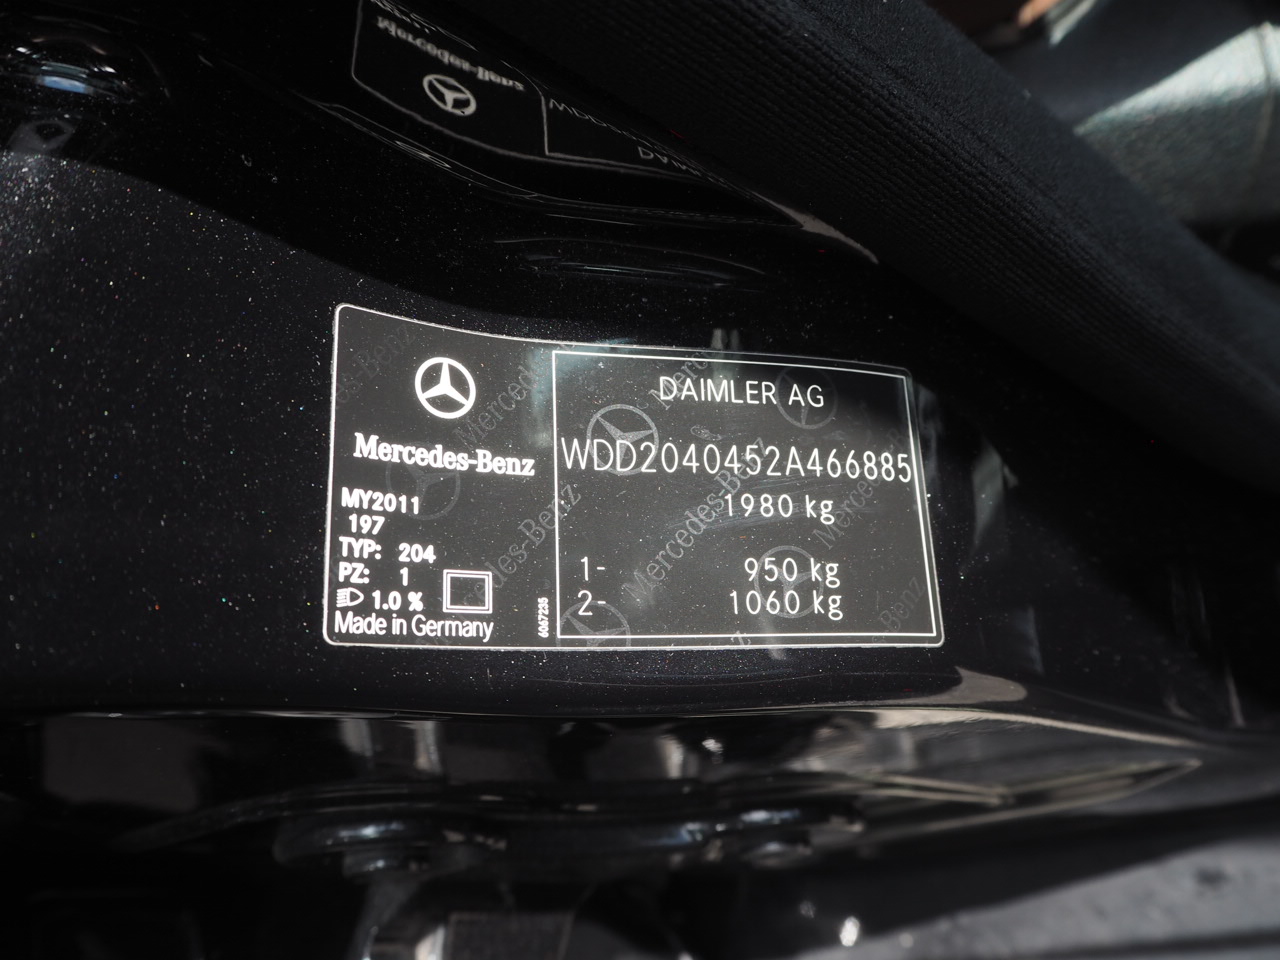 Mercedes-Benz
MY2011
197
TYP: 204
PZ: 1
1.0 %
Made in Germany
6067235
DAIMLER AG
WDD2040452A466885
1980 kg
1- 950 kg
2- 1060 kg